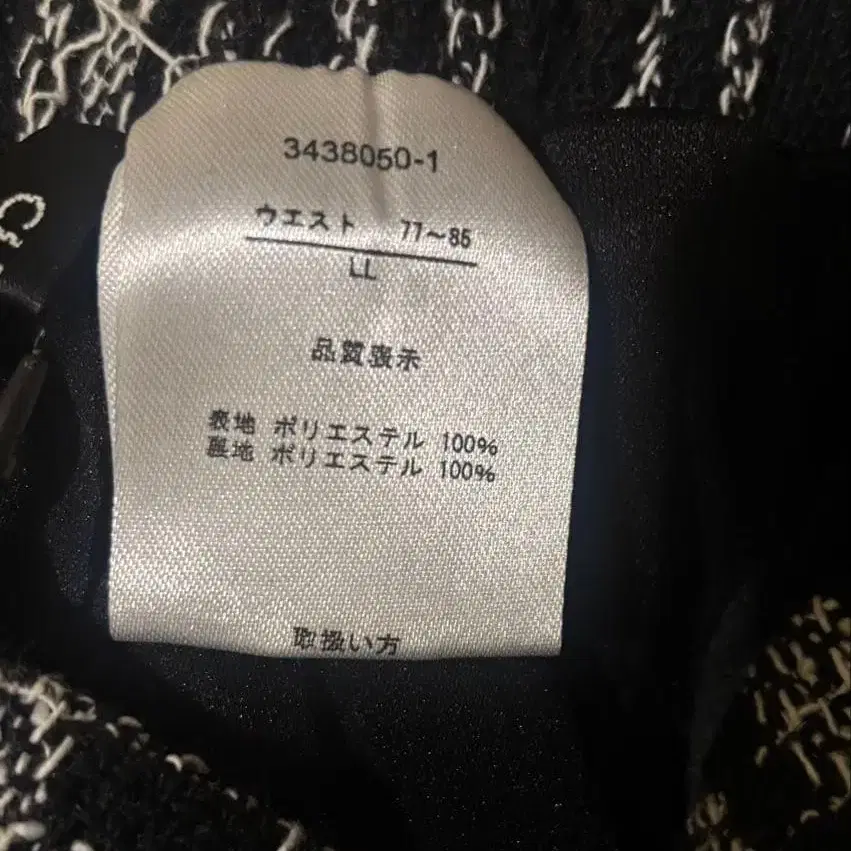 3438050-1
ウエスト 77～85
LL
品質表示
表地 ポリエステル 100%
裏地 ポリエステル 100%
取扱い方